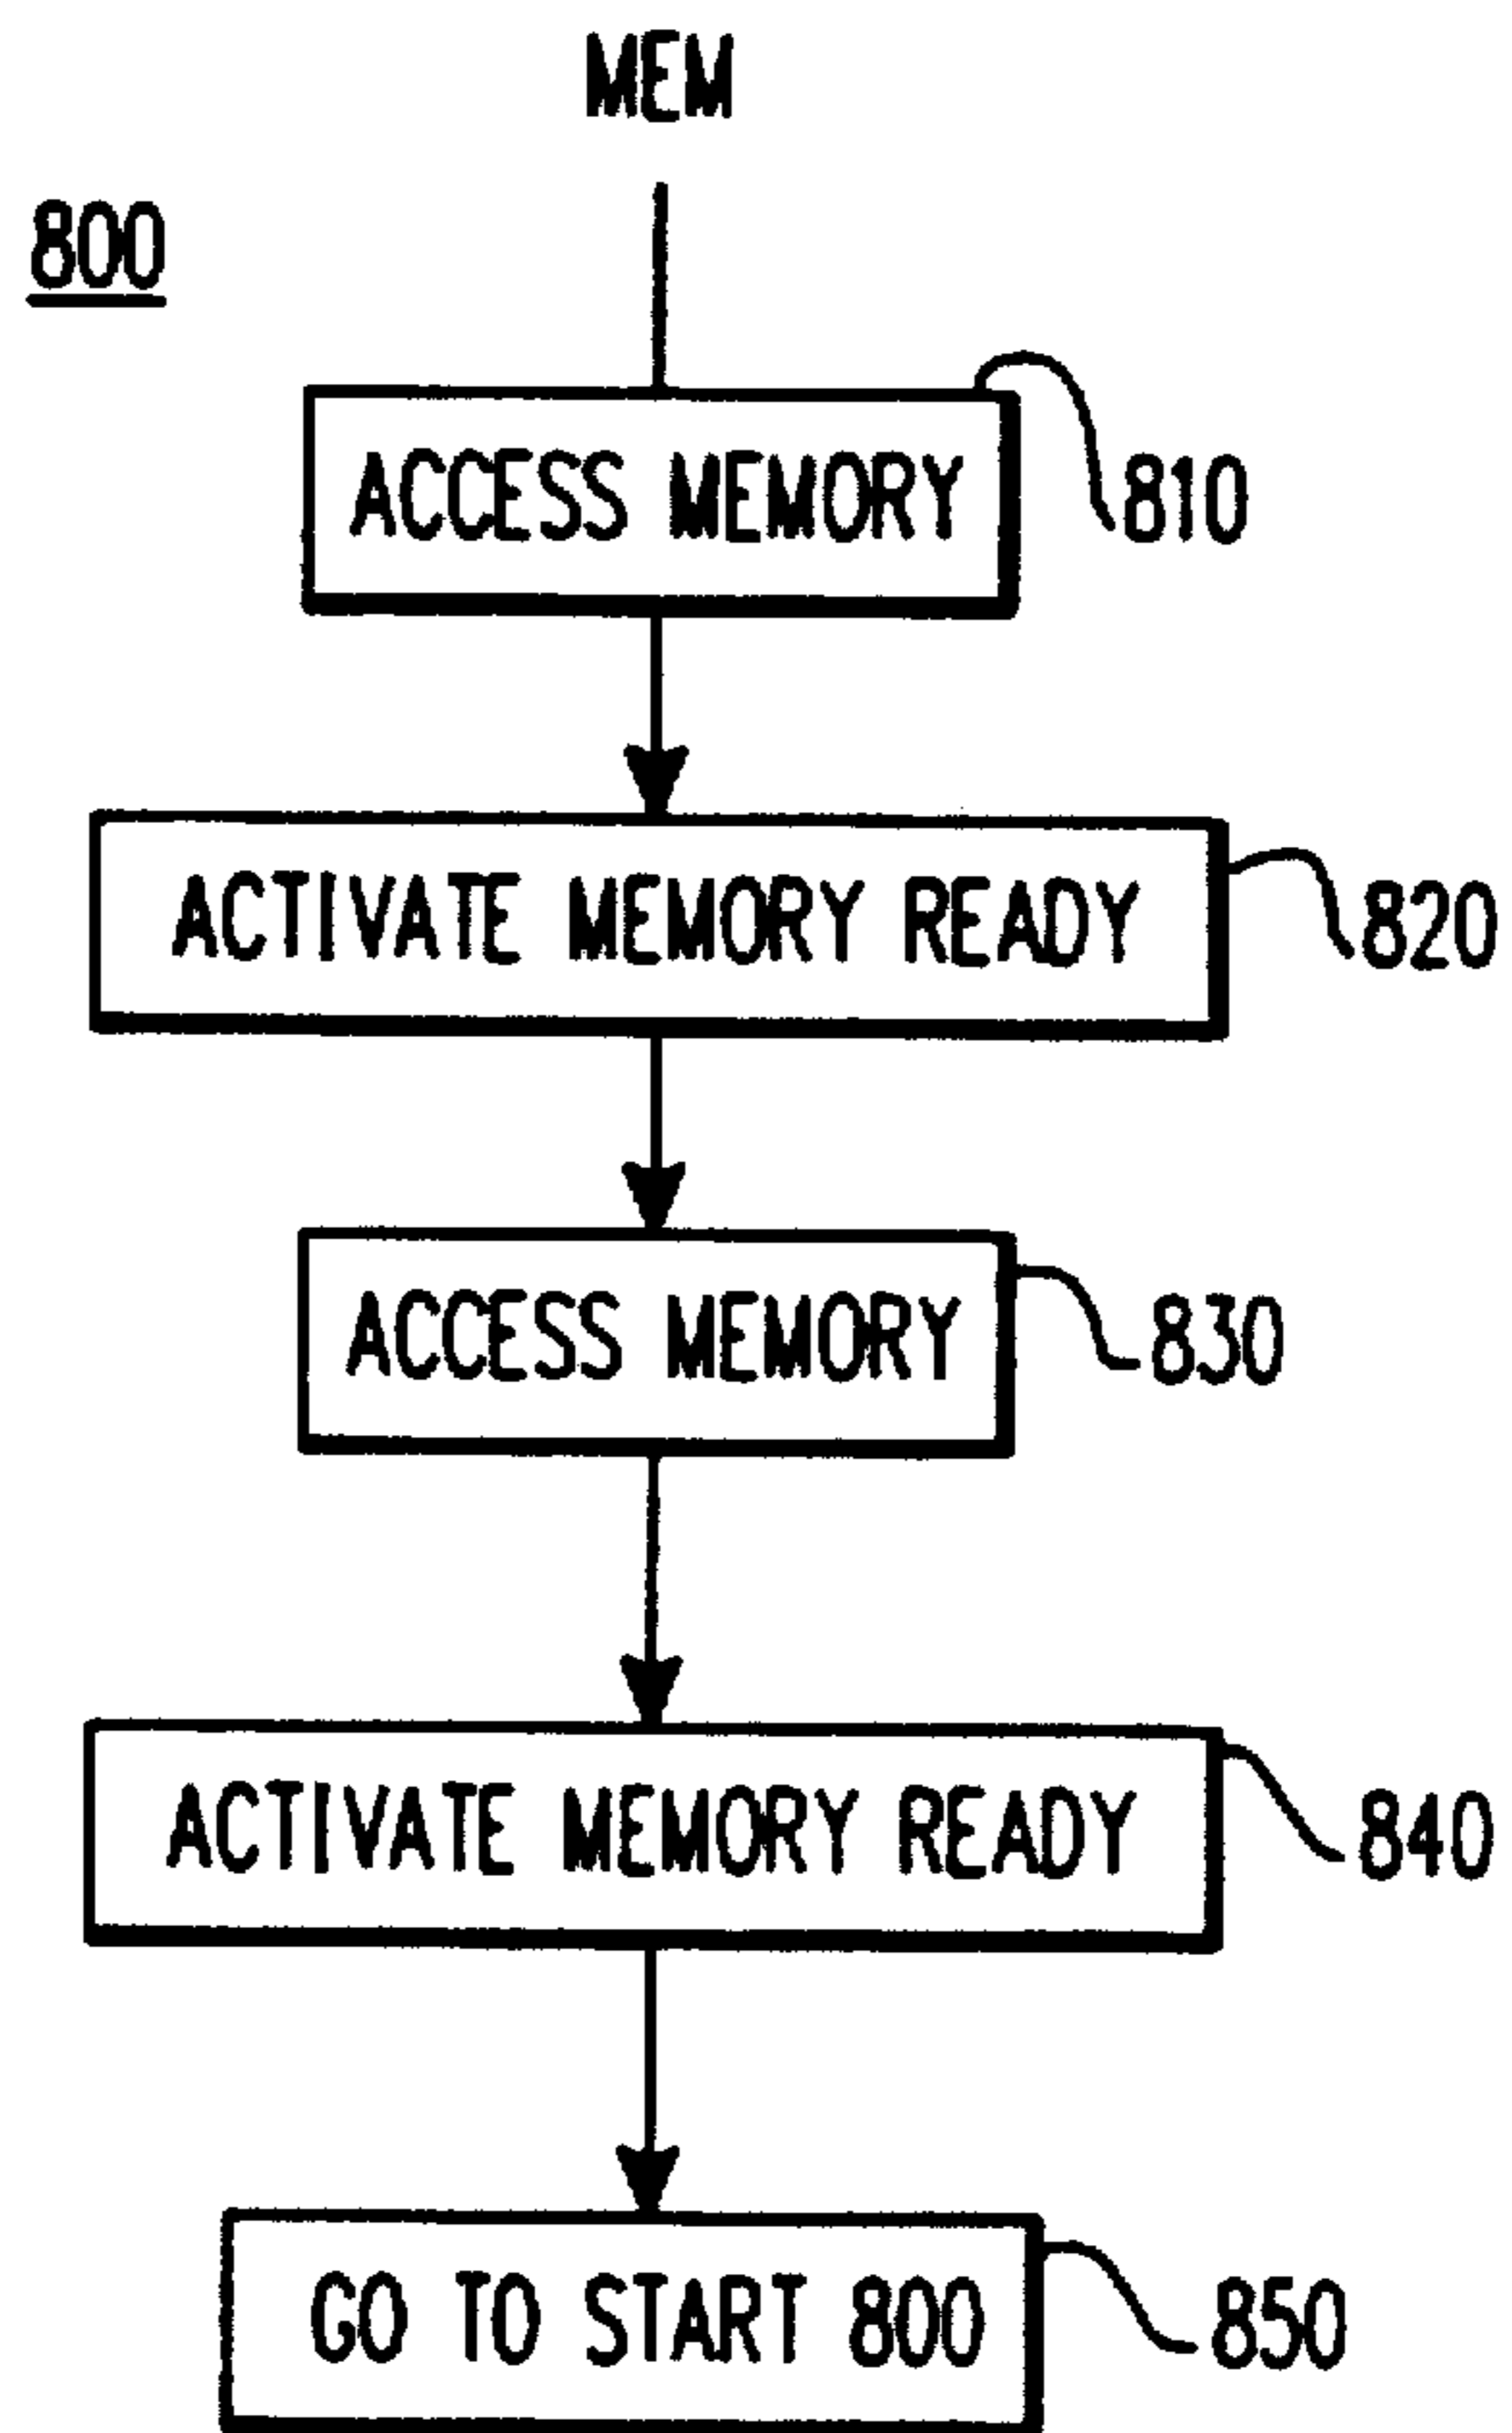 MEM
800
ACCESS MEMORY
810
ACTIVATE MEMORY READY
820
ACCESS MEMORY
830
ACTIVATE MEMORY READY
840
GO TO START 800
850